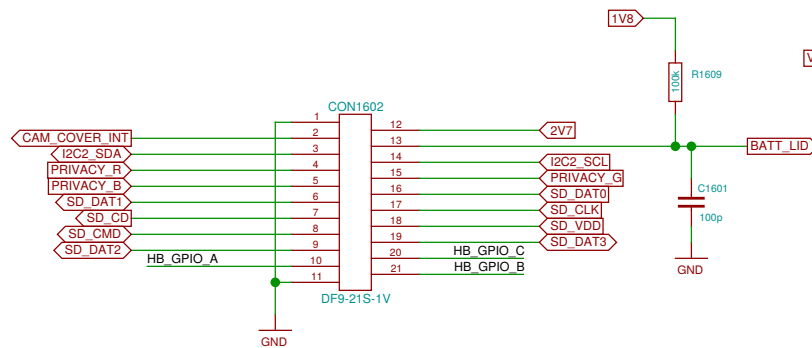 1V8
V
100k
R1609
CON1602
1
12
2V7
CAM_COVER_INT
2
13
BATT_LID
I2C2_SDA
3
14
I2C2_SCL
PRIVACY_R
4
15
PRIVACY_G
PRIVACY_B
5
16
SD_DAT0
C1601
SD_DAT1
6
17
SD_CLK
SD_CD
7
18
SD_VDD
100p
SD_CMD
8
19
SD_DAT3
SD_DAT2
9
20
HB_GPIO_C
HB_GPIO_A
10
21
HB_GPIO_B
11
GND
DF9-21S-1V
GND